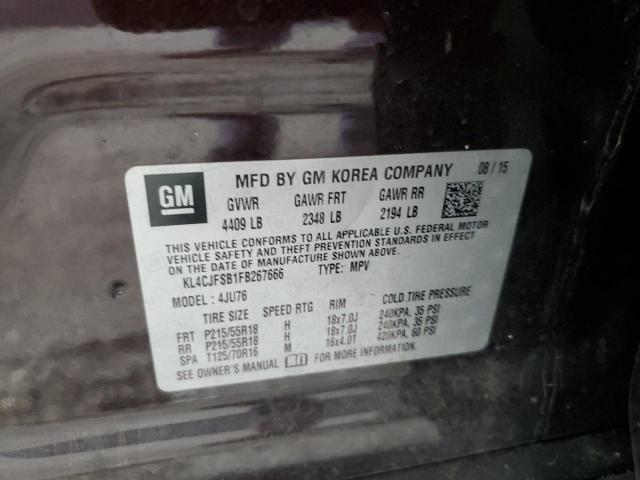 GM
MFD BY GM KOREA COMPANY 08/15
GVWR GAWR FRT GAWR RR
4409 LB 2348 LB 2194 LB
THIS VEHICLE CONFORMS TO ALL APPLICABLE U.S. FEDERAL MOTOR
VEHICLE SAFETY AND THEFT PREVENTION STANDARDS IN EFFECT
ON THE DATE OF MANUFACTURE SHOWN ABOVE.
KL4CJFSB1FB267666 TYPE: MPV
MODEL: 4JU76
TIRE SIZE SPEED RTG RIM COLD TIRE PRESSURE
FRT P215/55R18 H 18x7.0J 240KPA, 35 PSI
RR P215/55R18 H 18x7.0J 240KPA, 35 PSI
SPA T125/70R16 M 16x4.0T 420KPA, 60 PSI
SEE OWNER'S MANUAL FOR MORE INFORMATION.